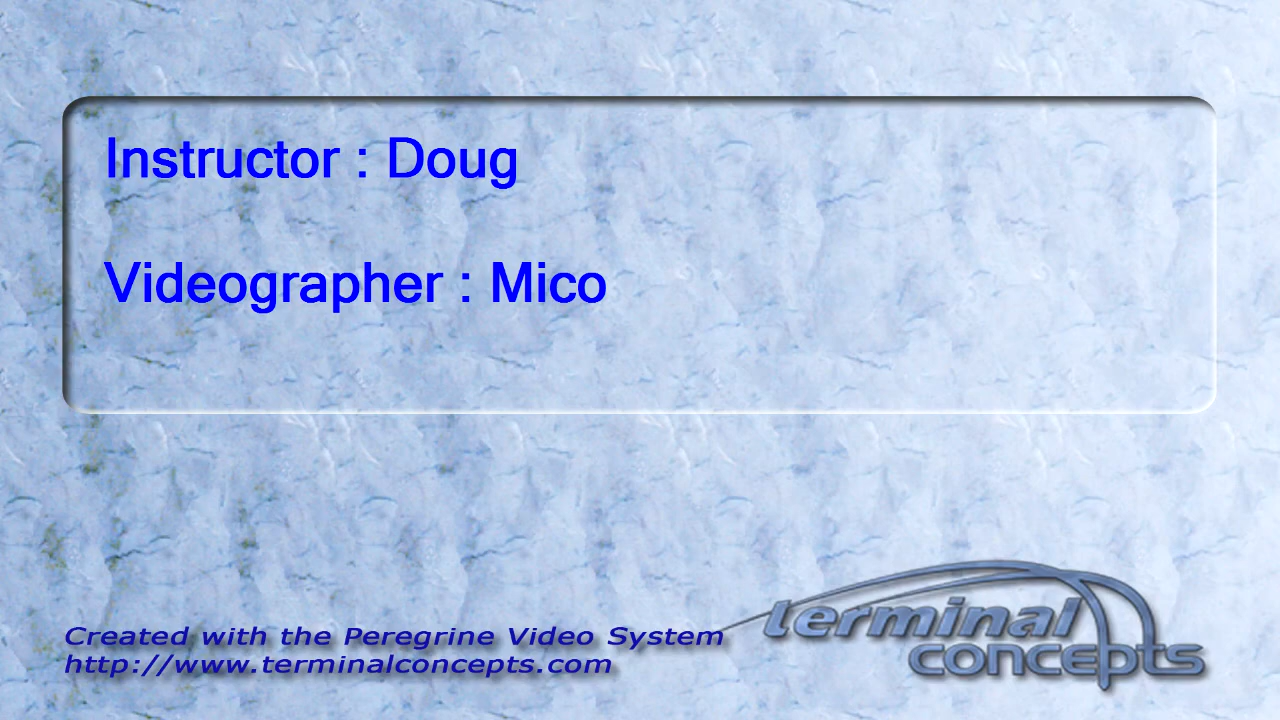 Instructor : Doug
Videographer : Mico
Created with the Peregrine Video System
http://www.terminalconcepts.com
terminal
concepts